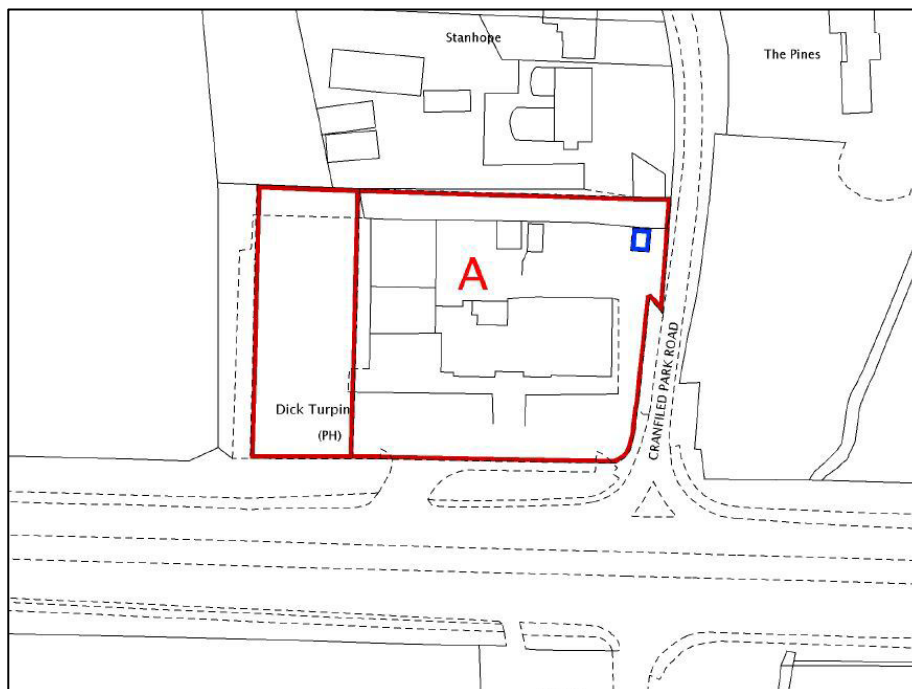 Stanhope
The Pines
A
CRANFILED PARK ROAD
Dick Turpin
(PH)